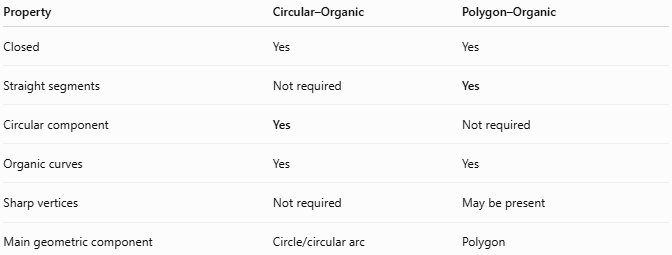 Property Circular–Organic Polygon–Organic
Closed Yes Yes
Straight segments Not required Yes
Circular component Yes Not required
Organic curves Yes Yes
Sharp vertices Not required May be present
Main geometric component Circle/circular arc Polygon